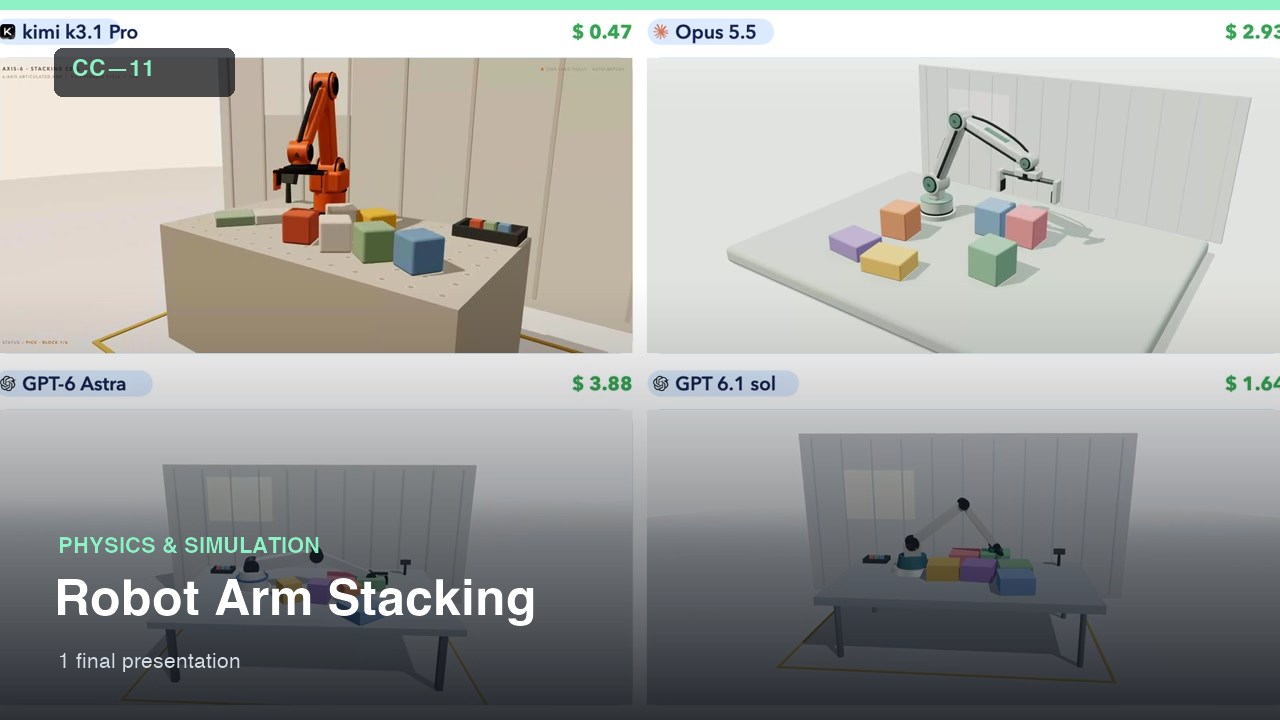 kimi k3.1 Pro
$ 0.47
Opus 5.5
$ 2.93
CC—11
GPT-6 Astra
$ 3.88
GPT 6.1 sol
$ 1.64
PHYSICS & SIMULATION
Robot Arm Stacking
1 final presentation